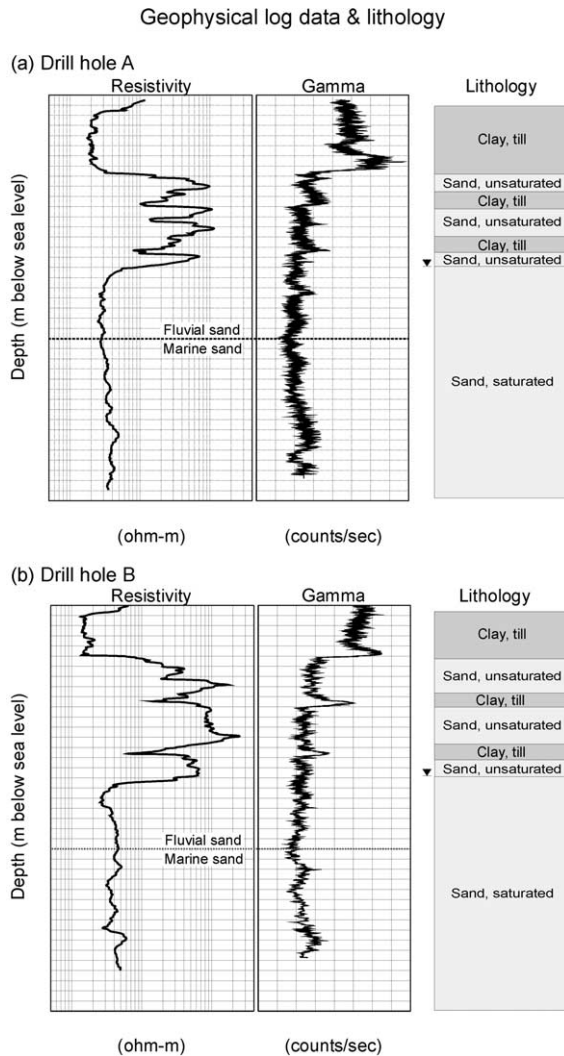 Geophysical log data & lithology
(a) Drill hole A
Resistivity
Gamma
Lithology
Depth (m below sea level)
Clay, till
Sand, unsaturated
Clay, till
Sand, unsaturated
Clay, till
Sand, unsaturated
Fluvial sand
Marine sand
Sand, saturated
(ohm-m)
(counts/sec)
(b) Drill hole B
Resistivity
Gamma
Lithology
Depth (m below sea level)
Clay, till
Sand, unsaturated
Clay, till
Sand, unsaturated
Clay, till
Sand, unsaturated
Fluvial sand
Marine sand
Sand, saturated
(ohm-m)
(counts/sec)